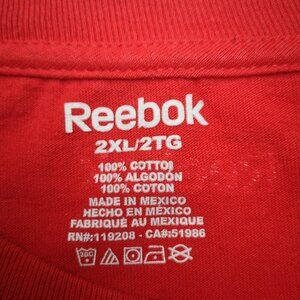 Reebok
2XL/2TG
100% COTTON
100% ALGODÓN
100% COTON
MADE IN MEXICO
HECHO EN MÉXICO
FABRIQUÉ AU MEXIQUE
RN#:119208 - CA#:51986
30C